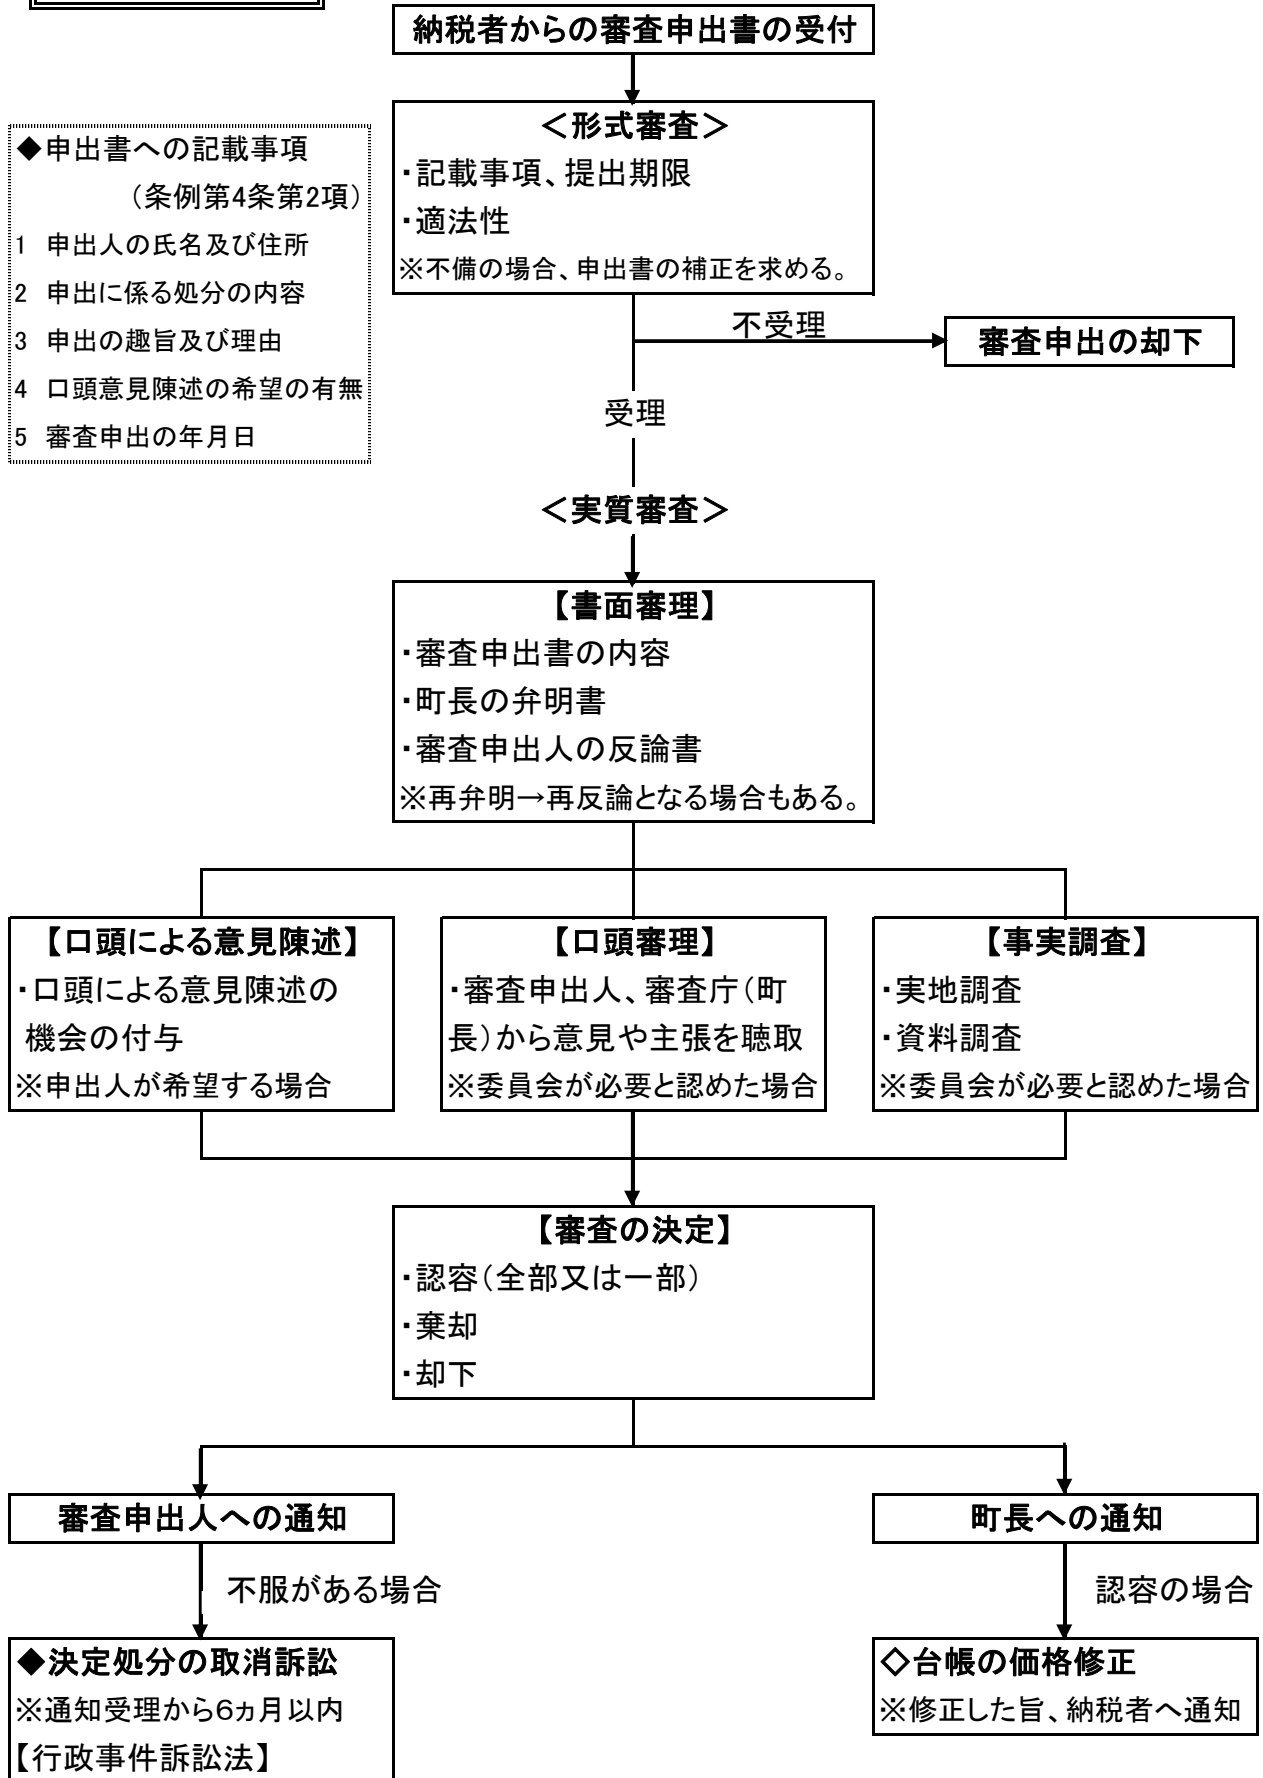 納税者からの審査申出書の受付
＜形式審査＞
・記載事項、提出期限
・適法性
※不備の場合、申出書の補正を求める。
◆申出書への記載事項
（条例第4条第2項）
1 申出人の氏名及び住所
2 申出に係る処分の内容
3 申出の趣旨及び理由
4 口頭意見陳述の希望の有無
5 審査申出の年月日
不受理
審査申出の却下
受理
＜実質審査＞
【書面審理】
・審査申出書の内容
・町長の弁明書
・審査申出人の反論書
※再弁明→再反論となる場合もある。
【口頭による意見陳述】
・口頭による意見陳述の
機会の付与
※申出人が希望する場合
【口頭審理】
・審査申出人、審査庁（町
長）から意見や主張を聴取
※委員会が必要と認めた場合
【事実調査】
・実地調査
・資料調査
※委員会が必要と認めた場合
【審査の決定】
・認容（全部又は一部）
・棄却
・却下
審査申出人への通知
町長への通知
不服がある場合
認容の場合
◆決定処分の取消訴訟
※通知受理から6ヵ月以内
【行政事件訴訟法】
◇台帳の価格修正
※修正した旨、納税者へ通知